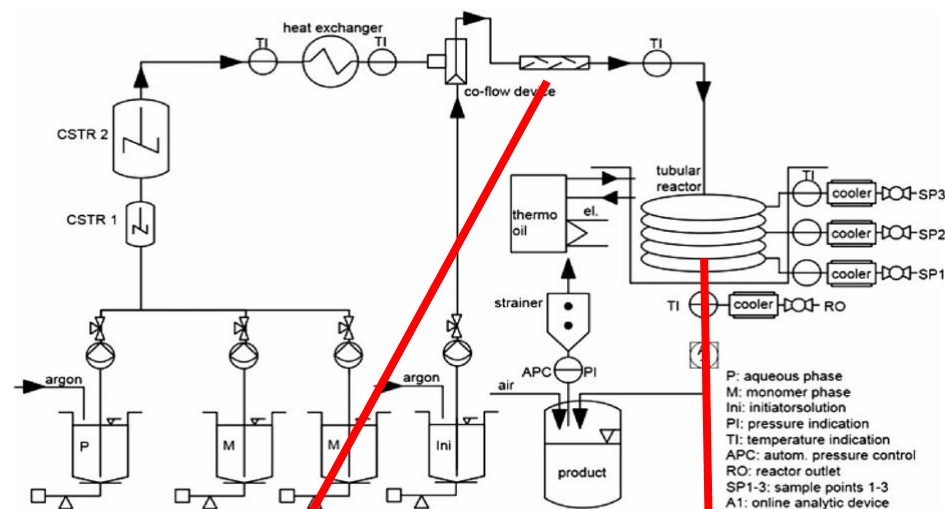 heat exchanger
TI
TI
TI
co-flow device
CSTR 2
CSTR 1
tubular
reactor
TI
thermo
oil
el.
cooler
SP3
cooler
SP2
cooler
SP1
strainer
TI
cooler
RO
APC
PI
argon
argon
air
P
M
M
Ini
product
P: aqueous phase
M: monomer phase
Ini: initiatorsolution
PI: pressure indication
TI: temperature indication
APC: autom. pressure control
RO: reactor outlet
SP1-3: sample points 1-3
A1: online analytic device